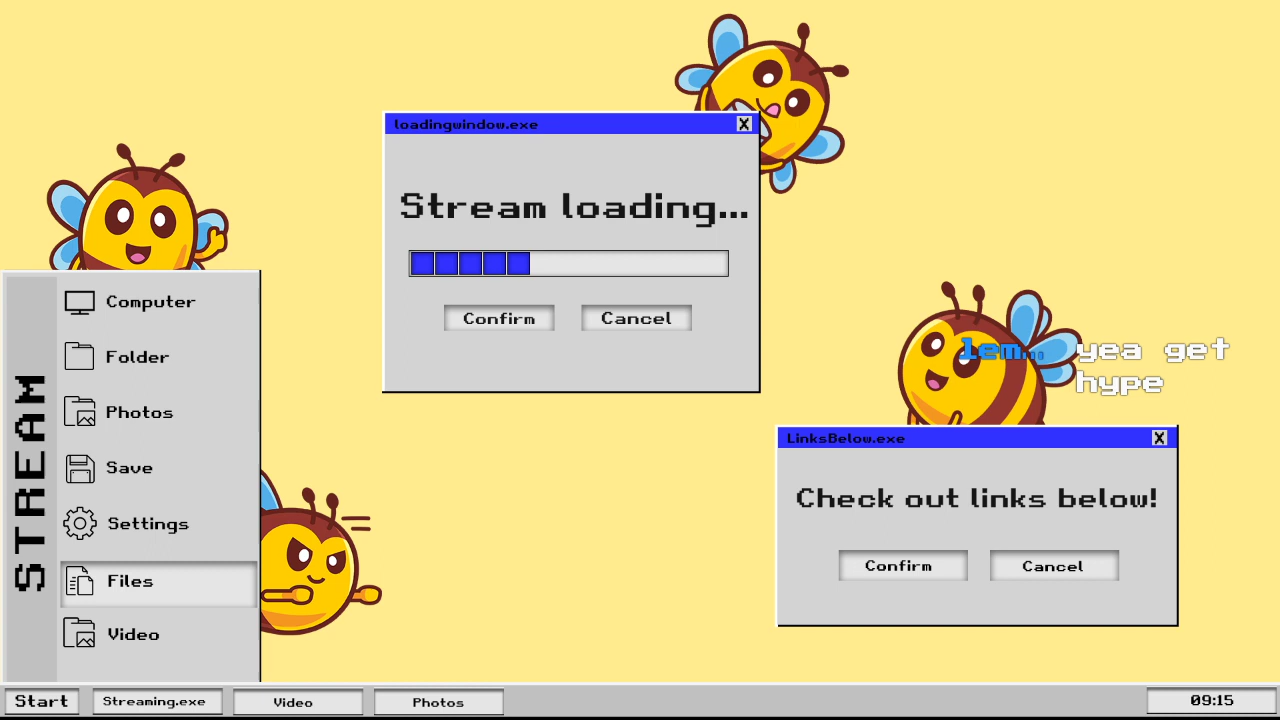 loadingwindow.exe X
Stream loading...
Confirm Cancel
STREAM
Computer
Folder
Photos
Save
Settings
Files
Video
lem… yea get
hype
LinksBelow.exe X
Check out links below!
Confirm Cancel
Start Streaming.exe Video Photos 09:15